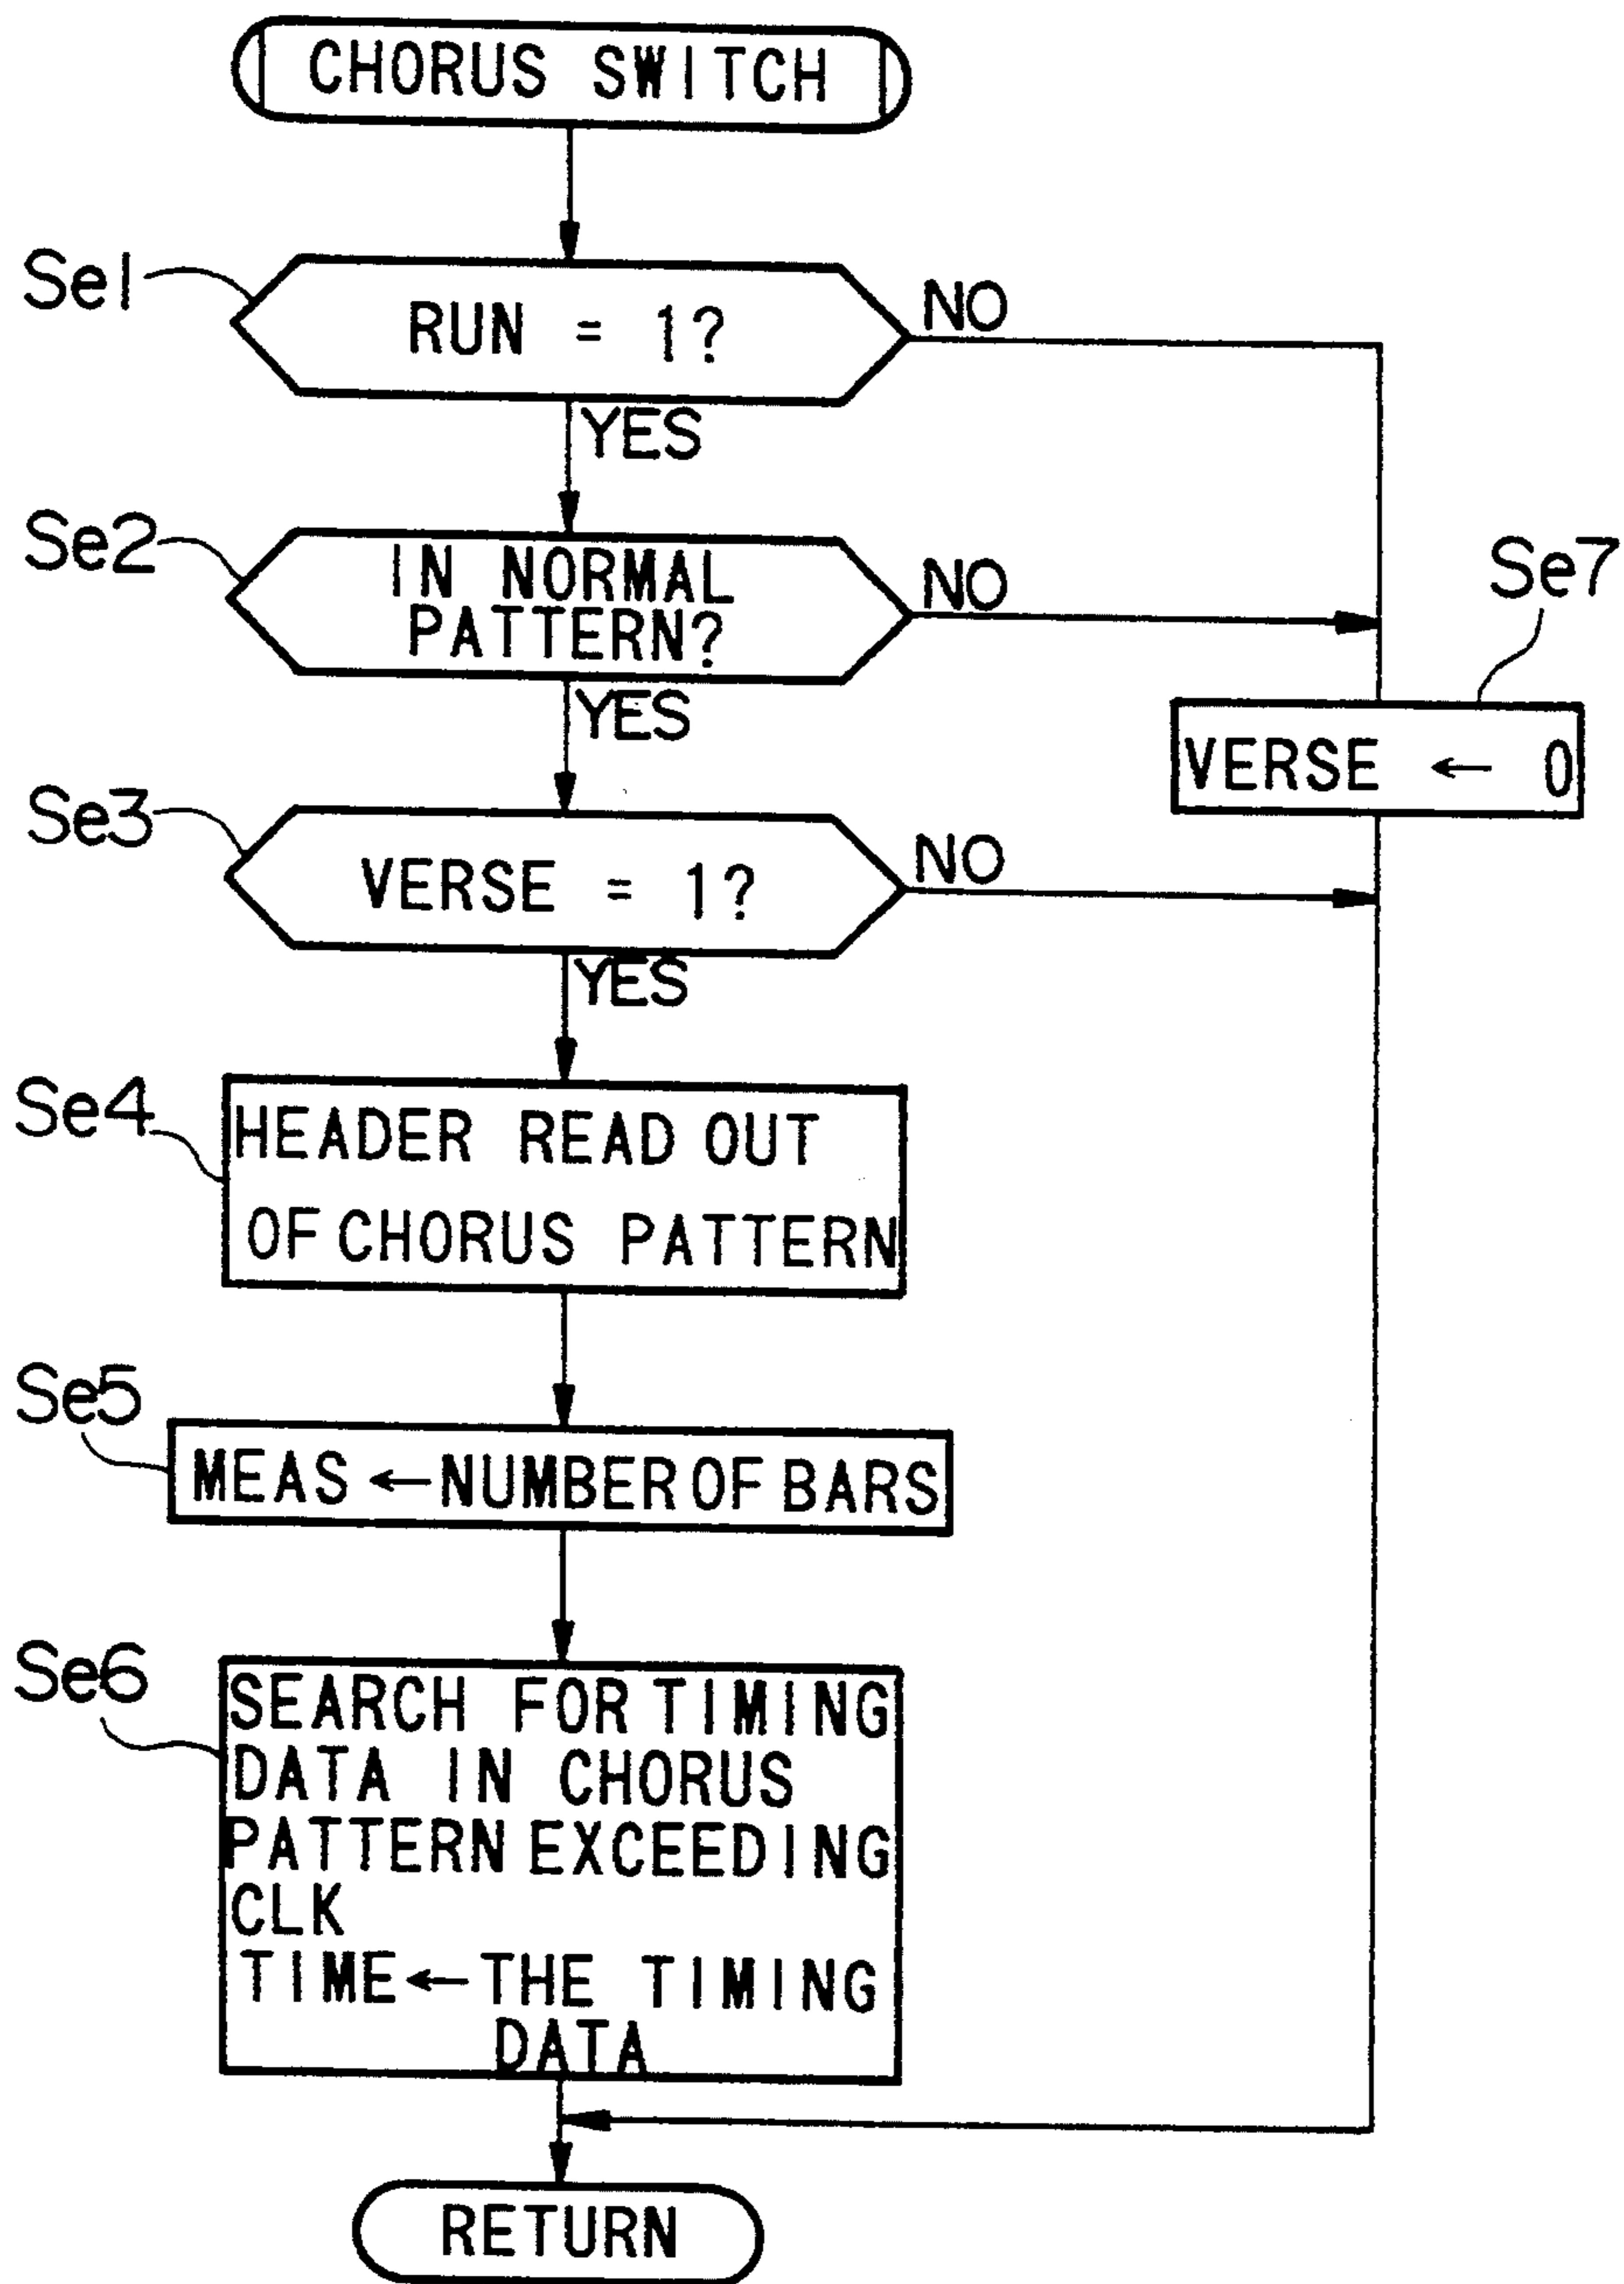 CHORUS SWITCH
Se1
RUN = 1?
NO
YES
Se2
IN NORMAL
PATTERN?
NO
Se7
YES
VERSE ← 0
Se3
VERSE = 1?
NO
YES
Se4
HEADER READ OUT
OF CHORUS PATTERN
Se5
MEAS ← NUMBER OF BARS
Se6
SEARCH FOR TIMING
DATA IN CHORUS
PATTERN EXCEEDING
CLK
TIME ← THE TIMING
DATA
RETURN